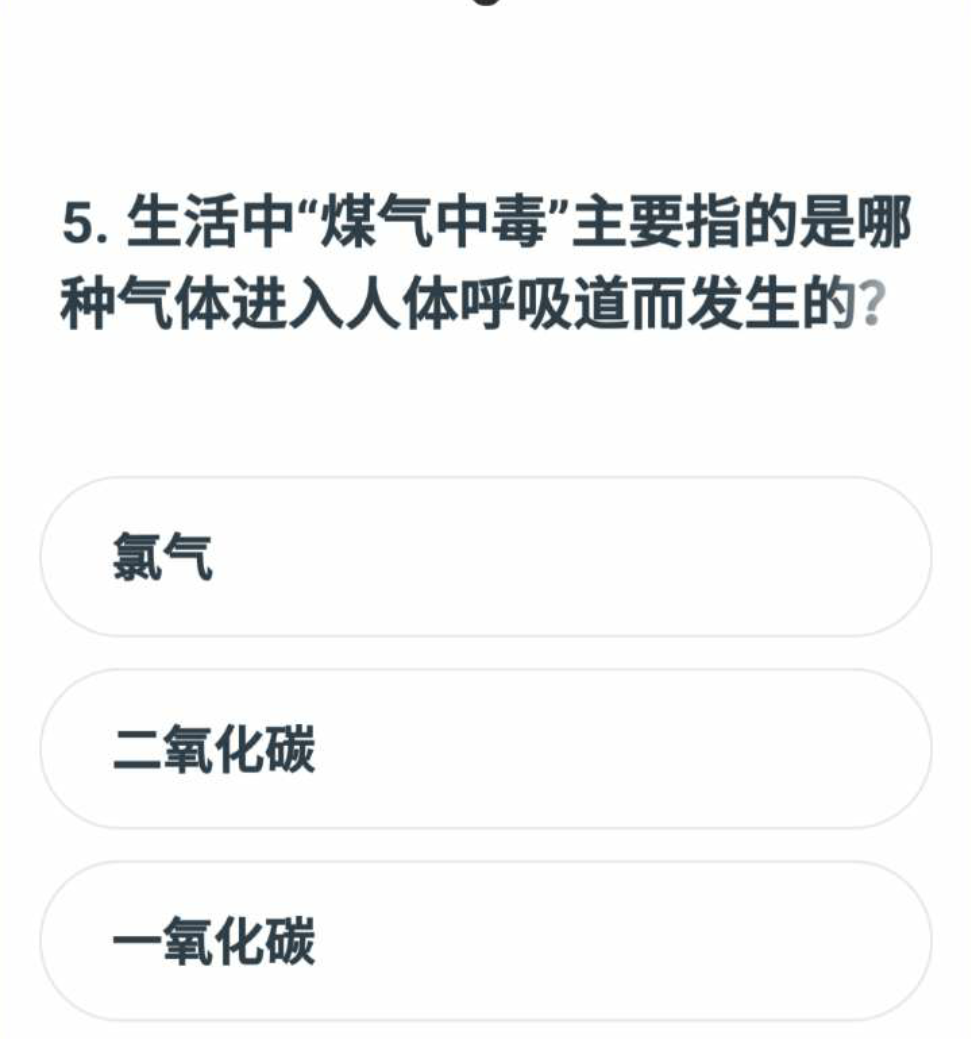 5. 生活中“煤气中毒”主要指的是哪
种气体进入人体呼吸道而发生的?
氯气
二氧化碳
一氧化碳